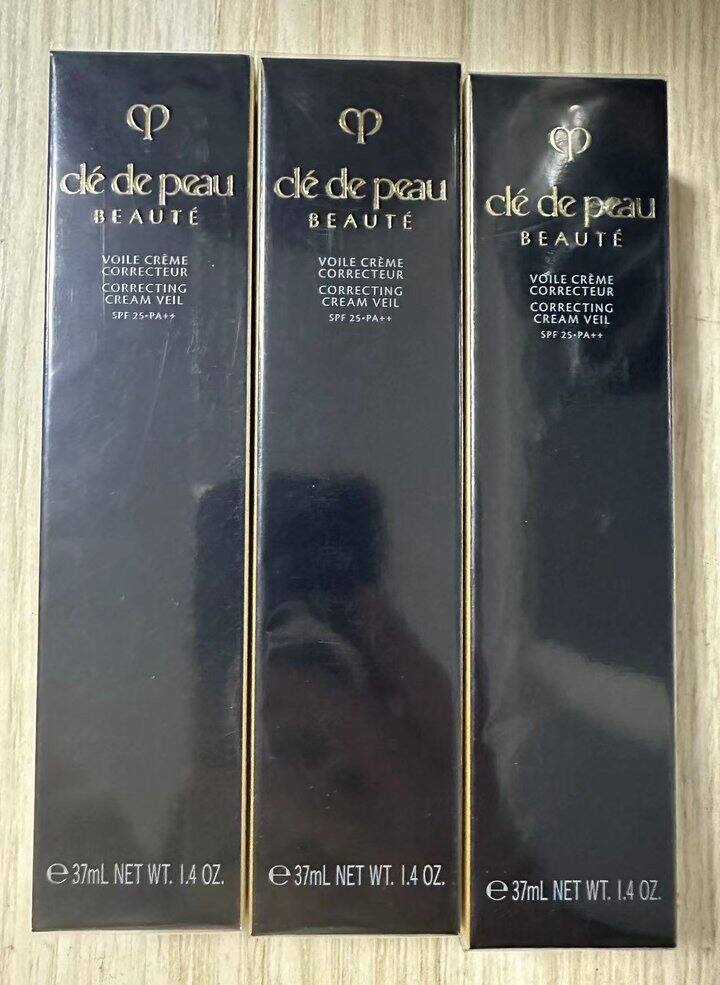 clé de peau
BEAUTÉ
VOILE CRÈME
CORRECTEUR
CORRECTING
CREAM VEIL
SPF 25•PA++
℮ 37mL NET WT. 1.4 OZ.
clé de peau
BEAUTÉ
VOILE CRÈME
CORRECTEUR
CORRECTING
CREAM VEIL
SPF 25•PA++
℮ 37mL NET WT. 1.4 OZ.
clé de peau
BEAUTÉ
VOILE CRÈME
CORRECTEUR
CORRECTING
CREAM VEIL
SPF 25•PA++
℮ 37mL NET WT. 1.4 OZ.